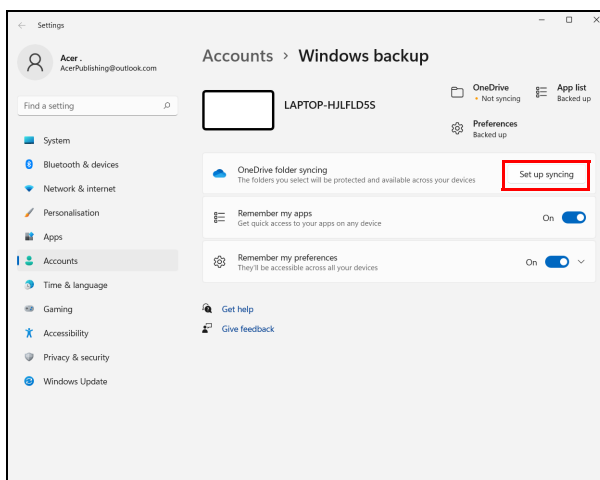 Settings
Acer .
AcerPublishing@outlook.com
Find a setting
System
Bluetooth & devices
Network & internet
Personalisation
Apps
Accounts
Time & language
Gaming
Accessibility
Privacy & security
Windows Update
Accounts > Windows backup
LAPTOP-HJLFLD5S
OneDrive
• Not syncing
App list
Backed up
Preferences
Backed up
OneDrive folder syncing
The folders you select will be protected and available across your devices
Set up syncing
Remember my apps
Get quick access to your apps on any device
On
Remember my preferences
They'll be accessible across all your devices
On
Get help
Give feedback